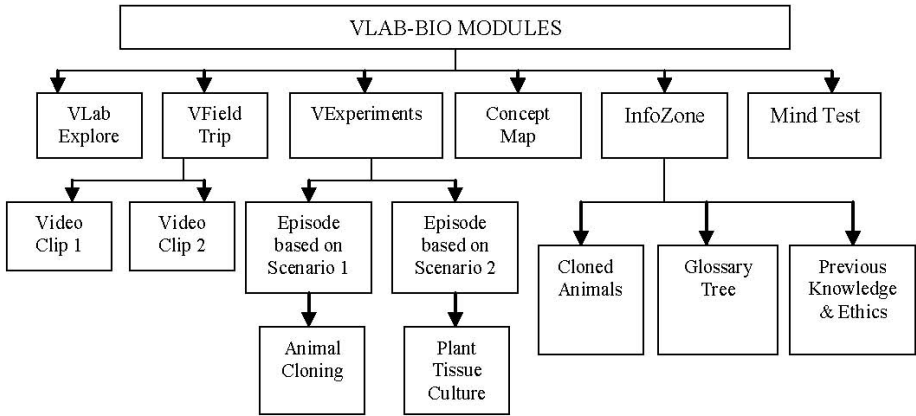 VLAB-BIO MODULES
VLab
Explore
VField
Trip
VExperiments
Concept
Map
InfoZone
Mind Test
Video
Clip 1
Video
Clip 2
Episode
based on
Scenario 1
Episode
based on
Scenario 2
Cloned
Animals
Glossary
Tree
Previous
Knowledge
& Ethics
Animal
Cloning
Plant
Tissue
Culture